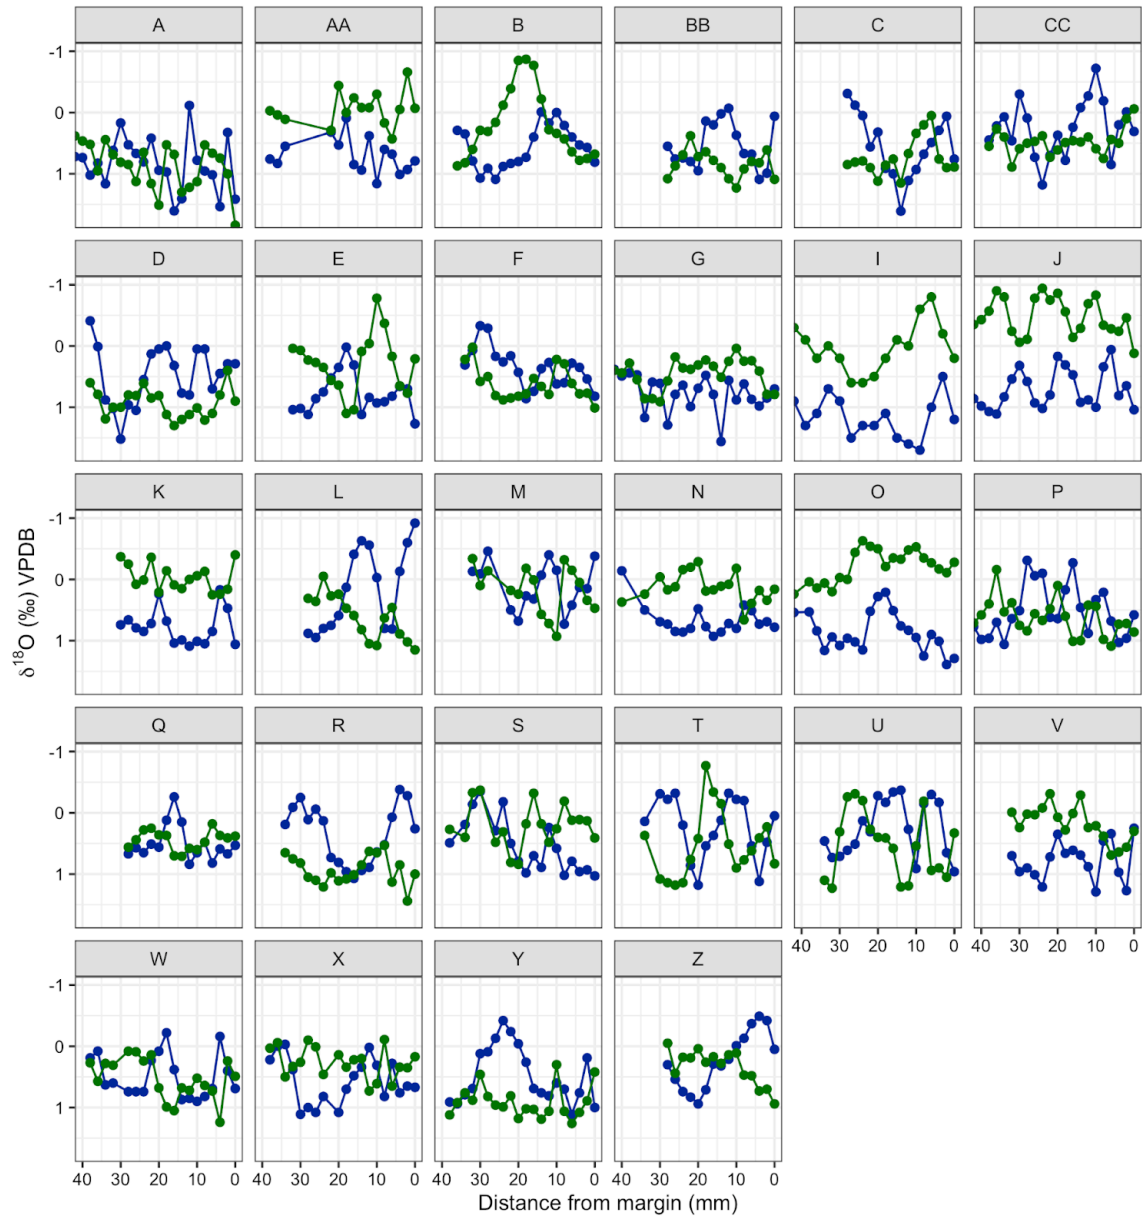 A AA B BB C CC
-1
0
1
D E F G I J
-1
0
1
K L M N O P
-1
0
1
Q R S T U V
-1
0
1
40 30 20 10 0 40 30 20 10 0
W X Y Z
-1
0
1
40 30 20 10 0 40 30 20 10 0 40 30 20 10 0 40 30 20 10 0
Distance from margin (mm)
δ¹⁸O (‰) VPDB